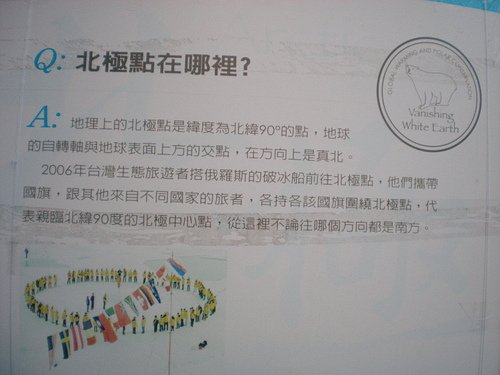 Q: 北極點在哪裡?
GLOBAL WARMING AND POLAR CONSERVATION
Vanishing
White Earth
A: 地理上的北極點是緯度為北緯90°的點，地球
的自轉軸與地球表面上方的交點，在方向上是真北。
2006年台灣生態旅遊者搭俄羅斯的破冰船前往北極點，他們攜帶
國旗，跟其他來自不同國家的旅者，各持各該國旗圍繞北極點，代
表親臨北緯90度的北極中心點，從這裡不論往哪個方向都是南方。